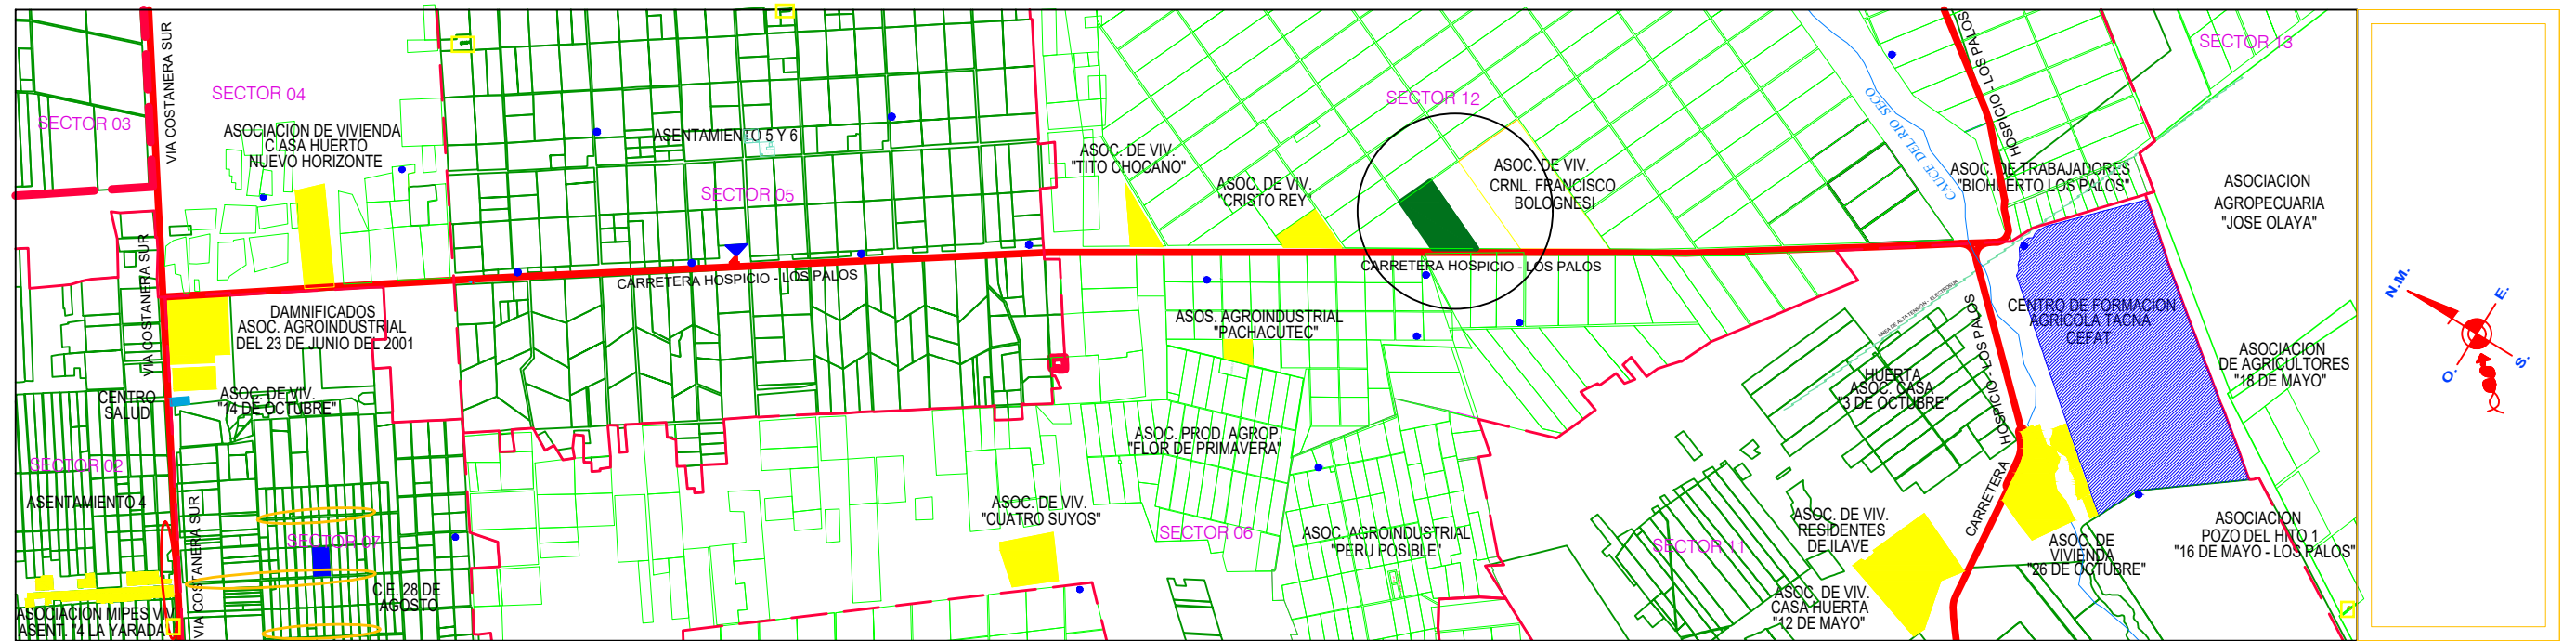 VIA COSTANERA SUR
SECTOR 04
SECTOR 03
ASOCIACION DE VIVIENDA
CASA HUERTO
NUEVO HORIZONTE
ASENTAMIENTO 5 Y 6
SECTOR 05
ASOC. DE VIV.
"TITO CHOCANO"
ASOC. DE VIV.
"CRISTO REY"
SECTOR 12
ASOC. DE VIV.
CRNL. FRANCISCO
BOLOGNESI
CAUCE DEL RIO SECO
HOSPICIO - LOS PALOS
SECTOR 13
ASOC. DE TRABAJADORES
"BIOHUERTO LOS PALOS"
ASOCIACION
AGROPECUARIA
"JOSE OLAYA"
VIA COSTANERA SUR
CARRETERA HOSPICIO - LOS PALOS
CARRETERA HOSPICIO - LOS PALOS
DAMNIFICADOS
ASOC. AGROINDUSTRIAL
DEL 23 DE JUNIO DEL 2001
ASOS. AGROINDUSTRIAL
"PACHACUTEC"
LINEA DE ALTA TENSION - ELECTROSUR
CENTRO DE FORMACION
AGRICOLA TACNA
CEFAT
N.M.
E.
O.
S.
ASOCIACION
DE AGRICULTORES
"18 DE MAYO"
CENTRO
SALUD
ASOC. DE VIV.
"14 DE OCTUBRE"
HUERTA
ASOC. CASA
"3 DE OCTUBRE"
CARRETERA HOSPICIO - LOS PALOS
ASOC. PROD. AGROP.
"FLOR DE PRIMAVERA"
SECTOR 02
ASENTAMIENTO 4
VIA COSTANERA SUR
SECTOR 07
C.E. 28 DE
AGOSTO
ASOC. DE VIV.
"CUATRO SUYOS"
SECTOR 06
ASOC. AGROINDUSTRIAL
"PERU POSIBLE"
SECTOR 11
ASOC. DE VIV.
RESIDENTES
DE ILAVE
ASOC. DE
VIVIENDA
"26 DE OCTUBRE"
ASOCIACION
POZO DEL HITO 1
"16 DE MAYO - LOS PALOS"
ASOC. DE VIV.
CASA HUERTA
"12 DE MAYO"
ASOCIACION MIPES VIV
ASENT. "4 LA YARADA